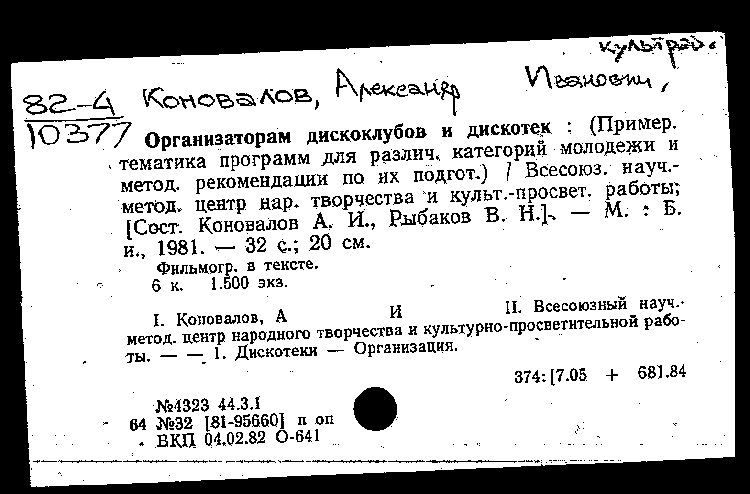 культраб.
82-4 Коновалов, Александр Иванович,
10377 Организаторам дискоклубов и дискотек : (Пример.
тематика программ для различ. категорий молодежи и
метод. рекомендации по их подгот.) / Всесоюз. науч.-
метод. центр нар. творчества и культ.-просвет. работы;
[Сост. Коновалов А. И., Рыбаков В. Н.]. — М. : Б.
и., 1981. — 32 с.; 20 см.
Фильмогр. в тексте.
6 к. 1.500 экз.
I. Коновалов, А И II. Всесоюзный науч.-
метод. центр народного творчества и культурно-просветительной рабо-
ты. — — 1. Дискотеки — Организация.
374:[7.05 + 681.84
№4323 44.3.1
64 №32 [81-95660] п оп
ВКП 04.02.82 О-641